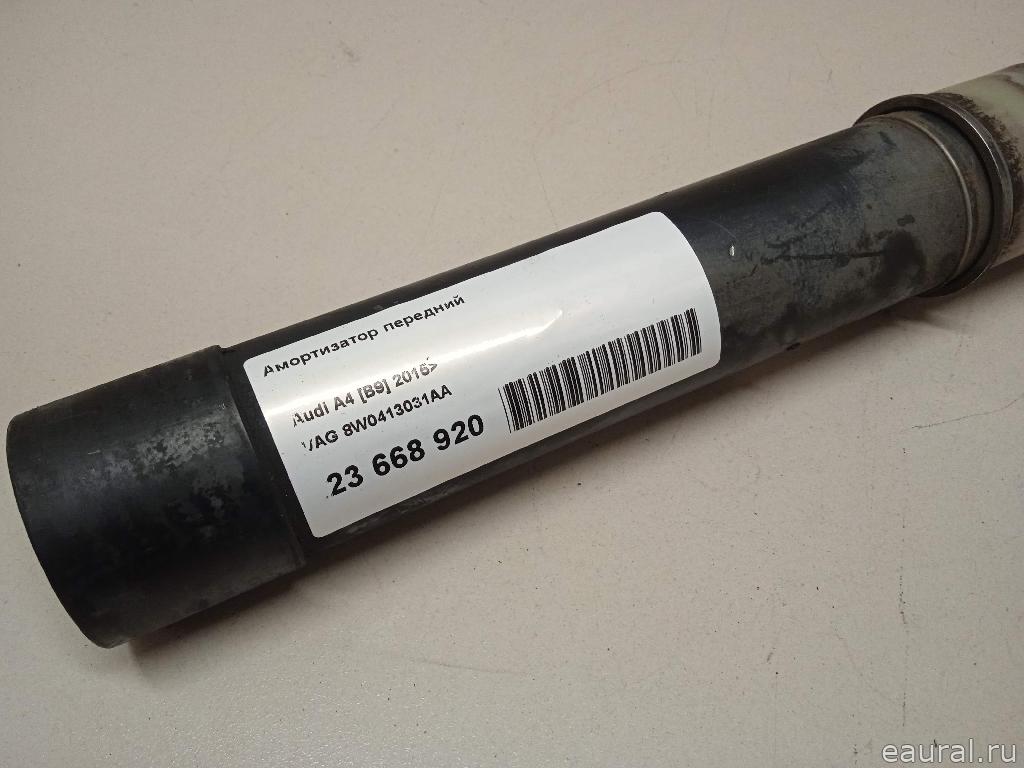 Амортизатор передний
Audi A4 [B9] 2015>
VAG 8W0413031AA
23 668 920
eaural.ru